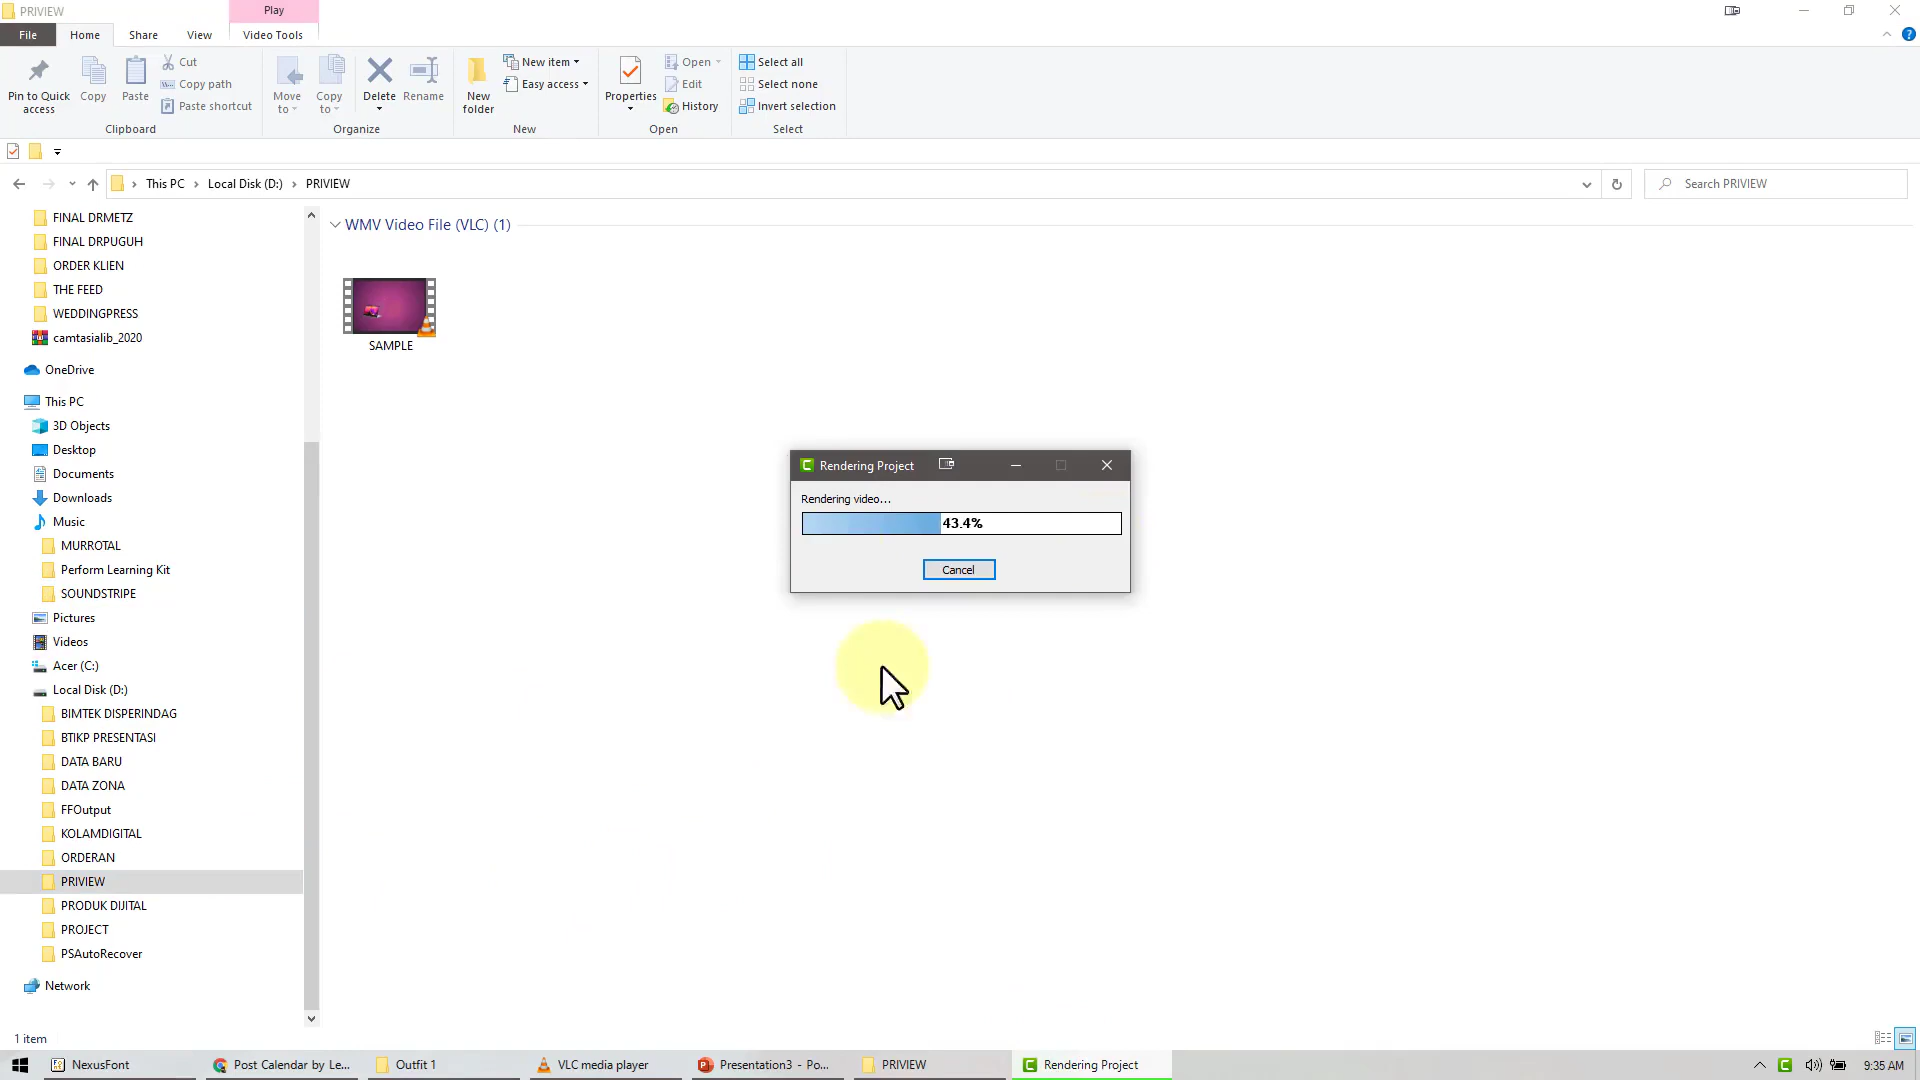 PRIVIEW
Play
File
Home
Share
View
Video Tools
Pin to Quick access
Copy
Paste
Cut
Copy path
Paste shortcut
Clipboard
Move to
Copy to
Delete
Rename
Organize
New folder
New item
Easy access
New
Properties
Open
Edit
History
Open
Select all
Select none
Invert selection
Select
This PC
Local Disk (D:)
PRIVIEW
Search PRIVIEW
FINAL DRMETZ
FINAL DRPUGUH
ORDER KLIEN
THE FEED
WEDDINGPRESS
camtasialib_2020
OneDrive
This PC
3D Objects
Desktop
Documents
Downloads
Music
MURROTAL
Perform Learning Kit
SOUNDSTRIPE
Pictures
Videos
Acer (C:)
Local Disk (D:)
BIMTEK DISPERINDAG
BTIKP PRESENTASI
DATA BARU
DATA ZONA
FFOutput
KOLAMDIGITAL
ORDERAN
PRIVIEW
PRODUK DIJITAL
PROJECT
PSAutoRecover
Network
WMV Video File (VLC) (1)
SAMPLE
Rendering Project
Rendering video...
43.4%
Cancel
1 item
NexusFont
Post Calendar by Le...
Outfit 1
VLC media player
Presentation3 - Po...
PRIVIEW
Rendering Project
9:35 AM